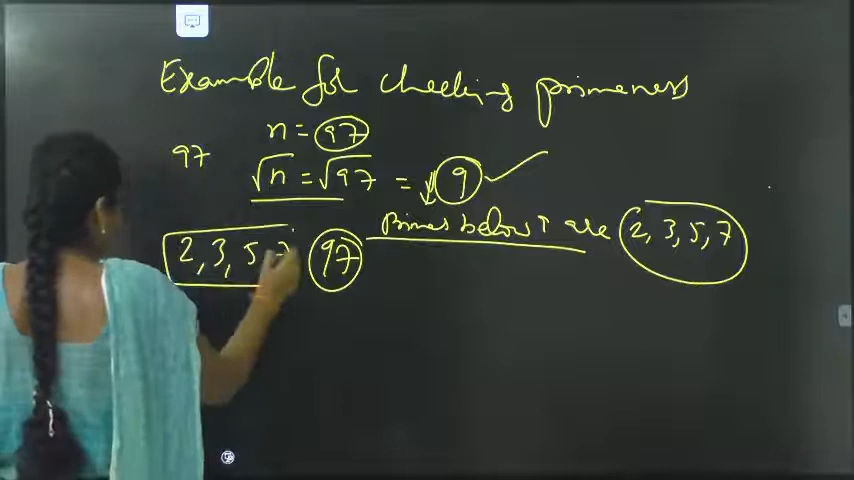 Example for checking primeness
n = 97
97
√n = √97 = ↓ 9 ✓
Primes below ↑ are 2, 3, 5, 7
2, 3, 5, 7 97